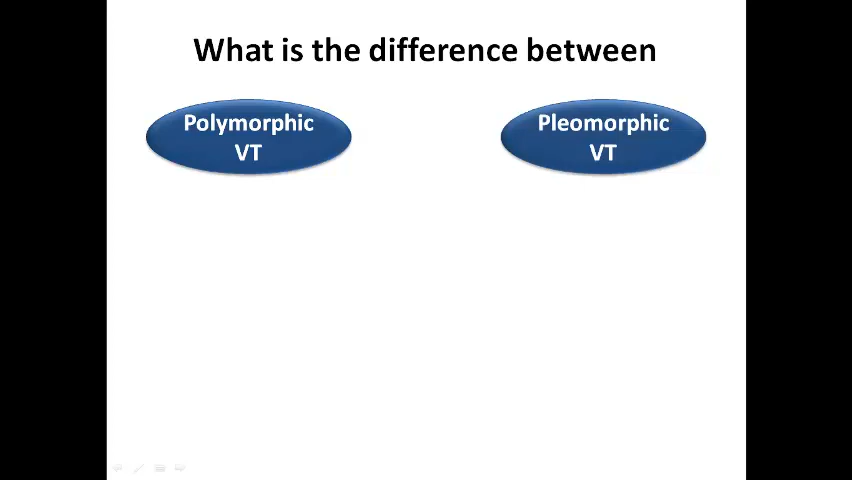 What is the difference between
Polymorphic
VT
Pleomorphic
VT